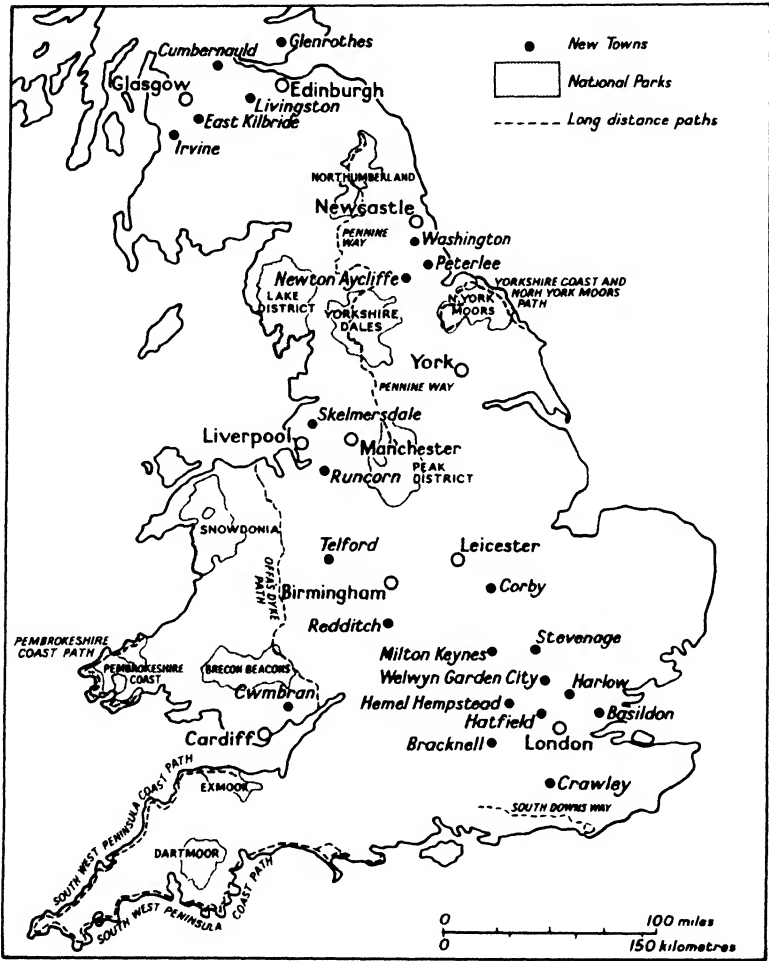 Glenrothes
Cumbernauld
Glasgow
Edinburgh
Livingston
East Kilbride
Irvine
New Towns
National Parks
Long distance paths
NORTHUMBERLAND
Newcastle
PENNINE
WAY
Washington
Peterlee
Newton Aycliffe
LAKE
DISTRICT
YORKSHIRE
DALES
YORKSHIRE COAST AND
NORH YORK MOORS
PATH
N. YORK
MOORS
York
PENNINE WAY
Skelmersdale
Liverpool
Manchester
Runcorn
PEAK
DISTRICT
SNOWDONIA
OFFAS DYKE
PATH
Telford
Leicester
Birmingham
Corby
Redditch
PEMBROKESHIRE
COAST PATH
PEMBROKESHIRE
COAST
BRECON BEACONS
Cwmbran
Cardiff
Milton Keynes
Stevenage
Welwyn Garden City
Harlow
Hemel Hempstead
Hatfield
Basildon
London
Bracknell
Crawley
SOUTH DOWNS WAY
EXMOOR
SOUTH WEST PENINSULA COAST PATH
DARTMOOR
SOUTH WEST PENINSULA
COAST PATH
0 100 miles
0 150 kilometres